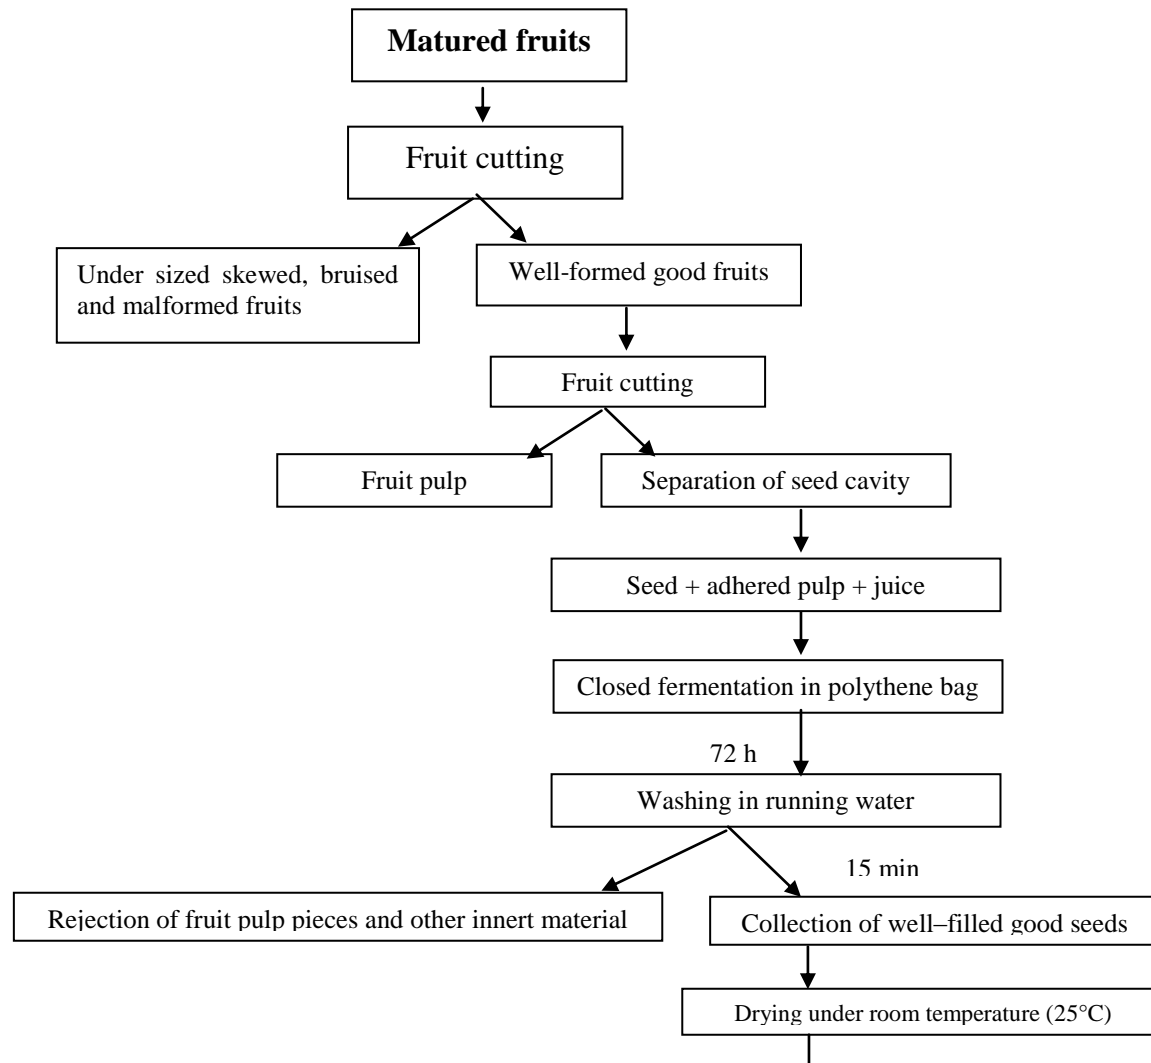 Matured fruits
Fruit cutting
Under sized skewed, bruised
and malformed fruits
Well-formed good fruits
Fruit cutting
Fruit pulp
Separation of seed cavity
Seed + adhered pulp + juice
Closed fermentation in polythene bag
72 h
Washing in running water
15 min
Rejection of fruit pulp pieces and other innert material
Collection of well–filled good seeds
Drying under room temperature (25°C)